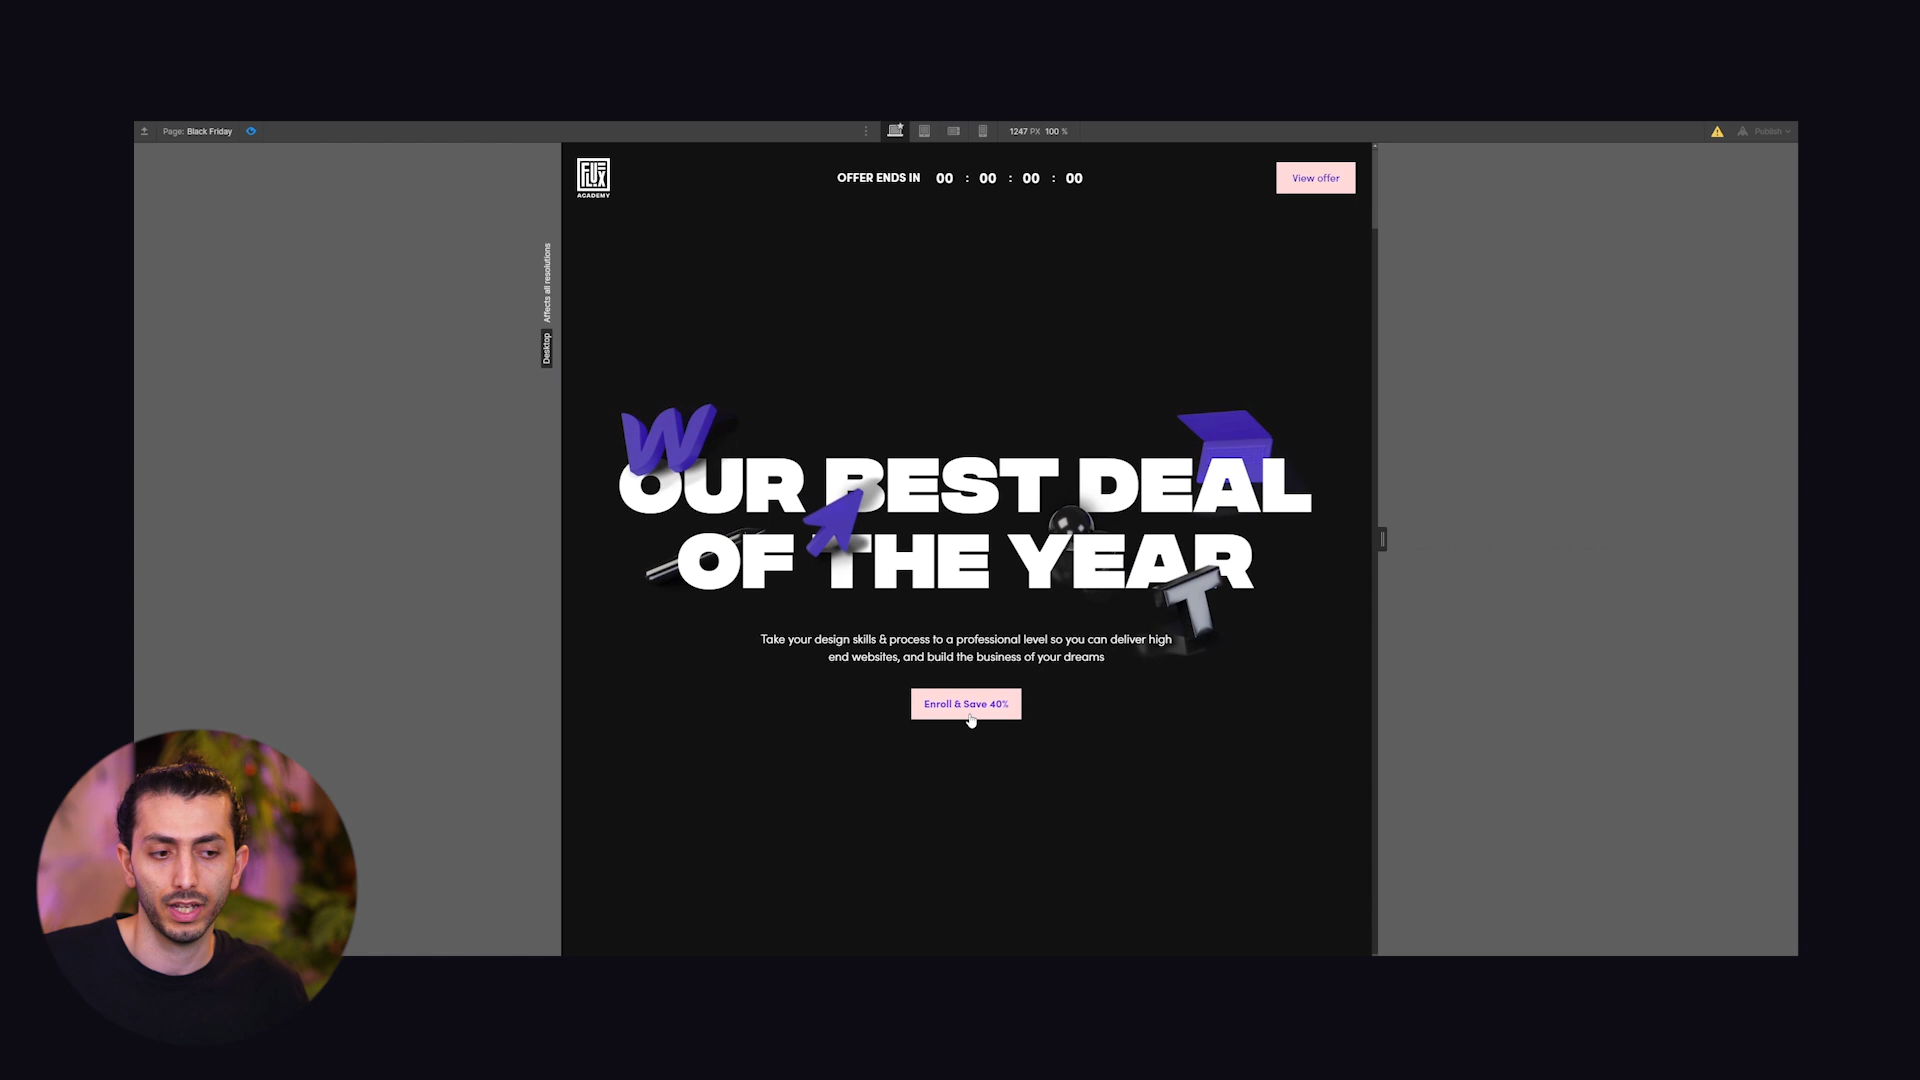 Page: Black Friday
1247 PX 100 %
Publish
FLUX
ACADEMY
OFFER ENDS IN 00 : 00 : 00 : 00
View offer
Affects all resolutions
Desktop
W
OUR BEST DEAL
OF THE YEAR
T
Take your design skills & process to a professional level so you can deliver high
end websites, and build the business of your dreams
Enroll & Save 40%